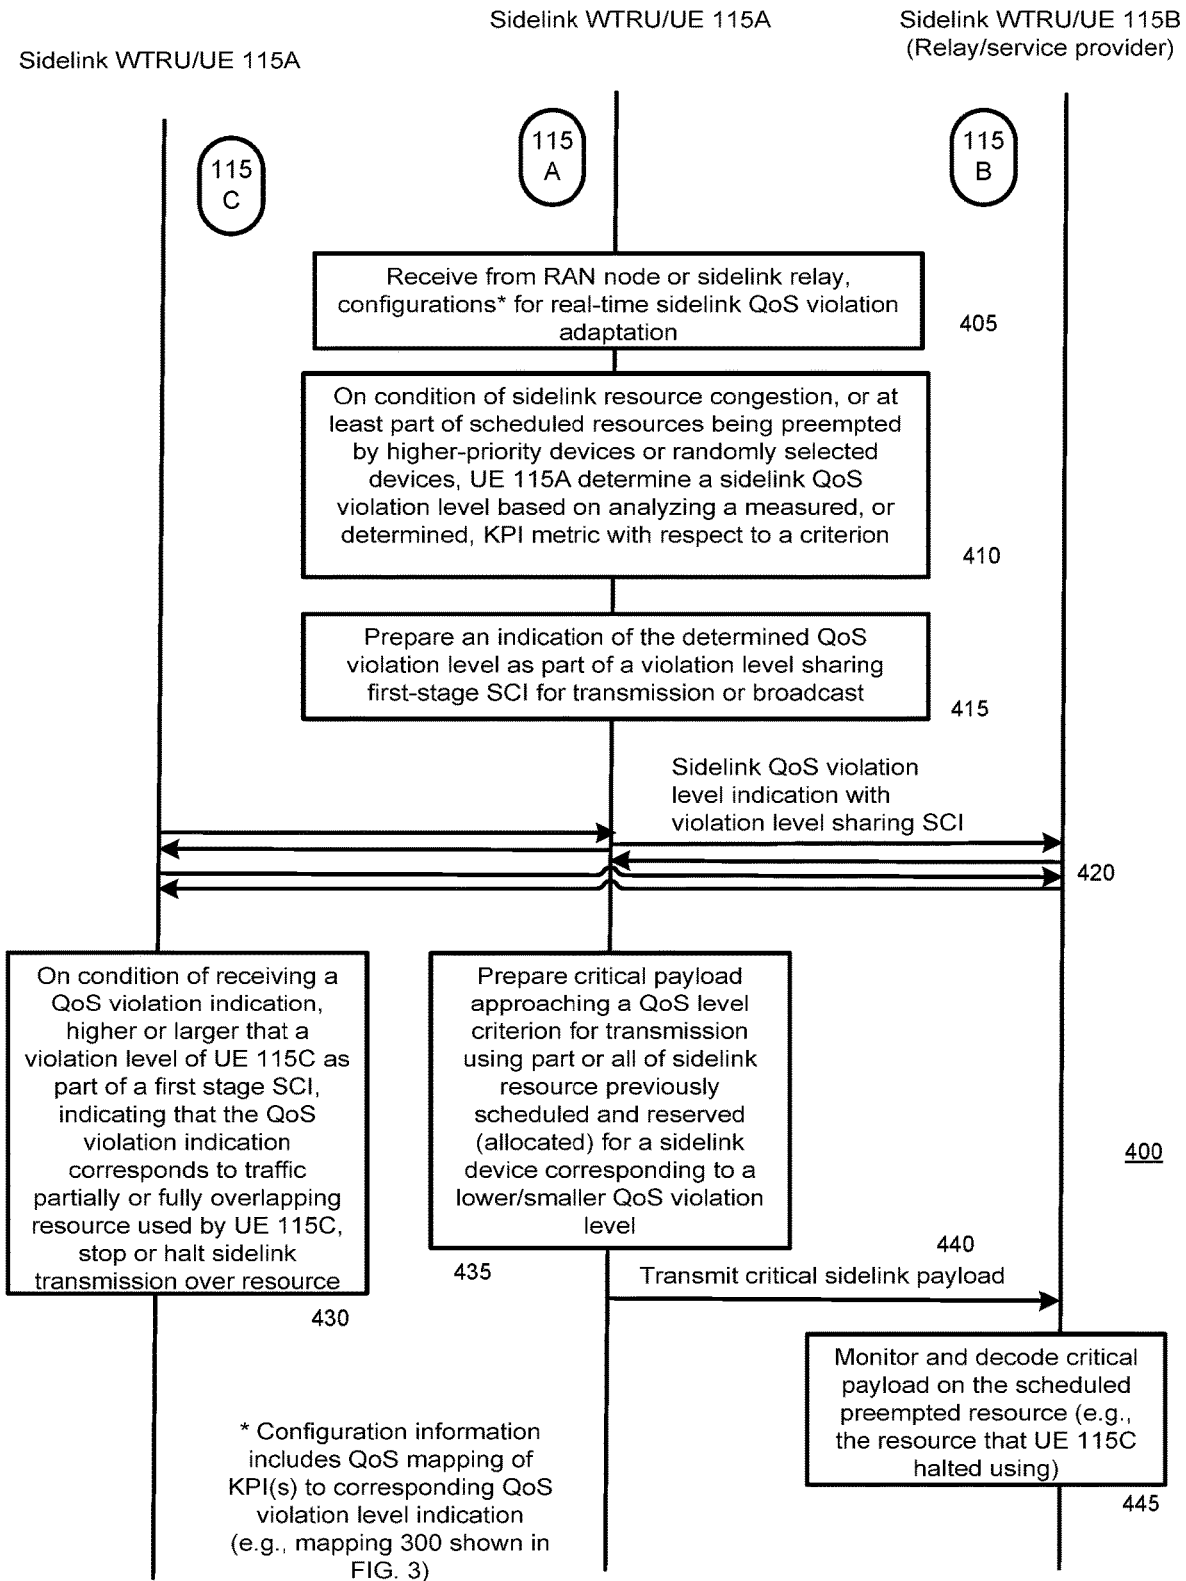 Sidelink WTRU/UE 115A
Sidelink WTRU/UE 115A
Sidelink WTRU/UE 115B
(Relay/service provider)
115
C
115
A
115
B
Receive from RAN node or sidelink relay,
configurations* for real-time sidelink QoS violation
adaptation
405
On condition of sidelink resource congestion, or at
least part of scheduled resources being preempted
by higher-priority devices or randomly selected
devices, UE 115A determine a sidelink QoS
violation level based on analyzing a measured, or
determined, KPI metric with respect to a criterion
410
Prepare an indication of the determined QoS
violation level as part of a violation level sharing
first-stage SCI for transmission or broadcast
415
Sidelink QoS violation
level indication with
violation level sharing SCI
420
On condition of receiving a
QoS violation indication,
higher or larger that a
violation level of UE 115C as
part of a first stage SCI,
indicating that the QoS
violation indication
corresponds to traffic
partially or fully overlapping
resource used by UE 115C,
stop or halt sidelink
transmission over resource
430
Prepare critical payload
approaching a QoS level
criterion for transmission
using part or all of sidelink
resource previously
scheduled and reserved
(allocated) for a sidelink
device corresponding to a
lower/smaller QoS violation
level
435
400
440
Transmit critical sidelink payload
Monitor and decode critical
payload on the scheduled
preempted resource (e.g.,
the resource that UE 115C
halted using)
445
* Configuration information
includes QoS mapping of
KPI(s) to corresponding QoS
violation level indication
(e.g., mapping 300 shown in
FIG. 3)